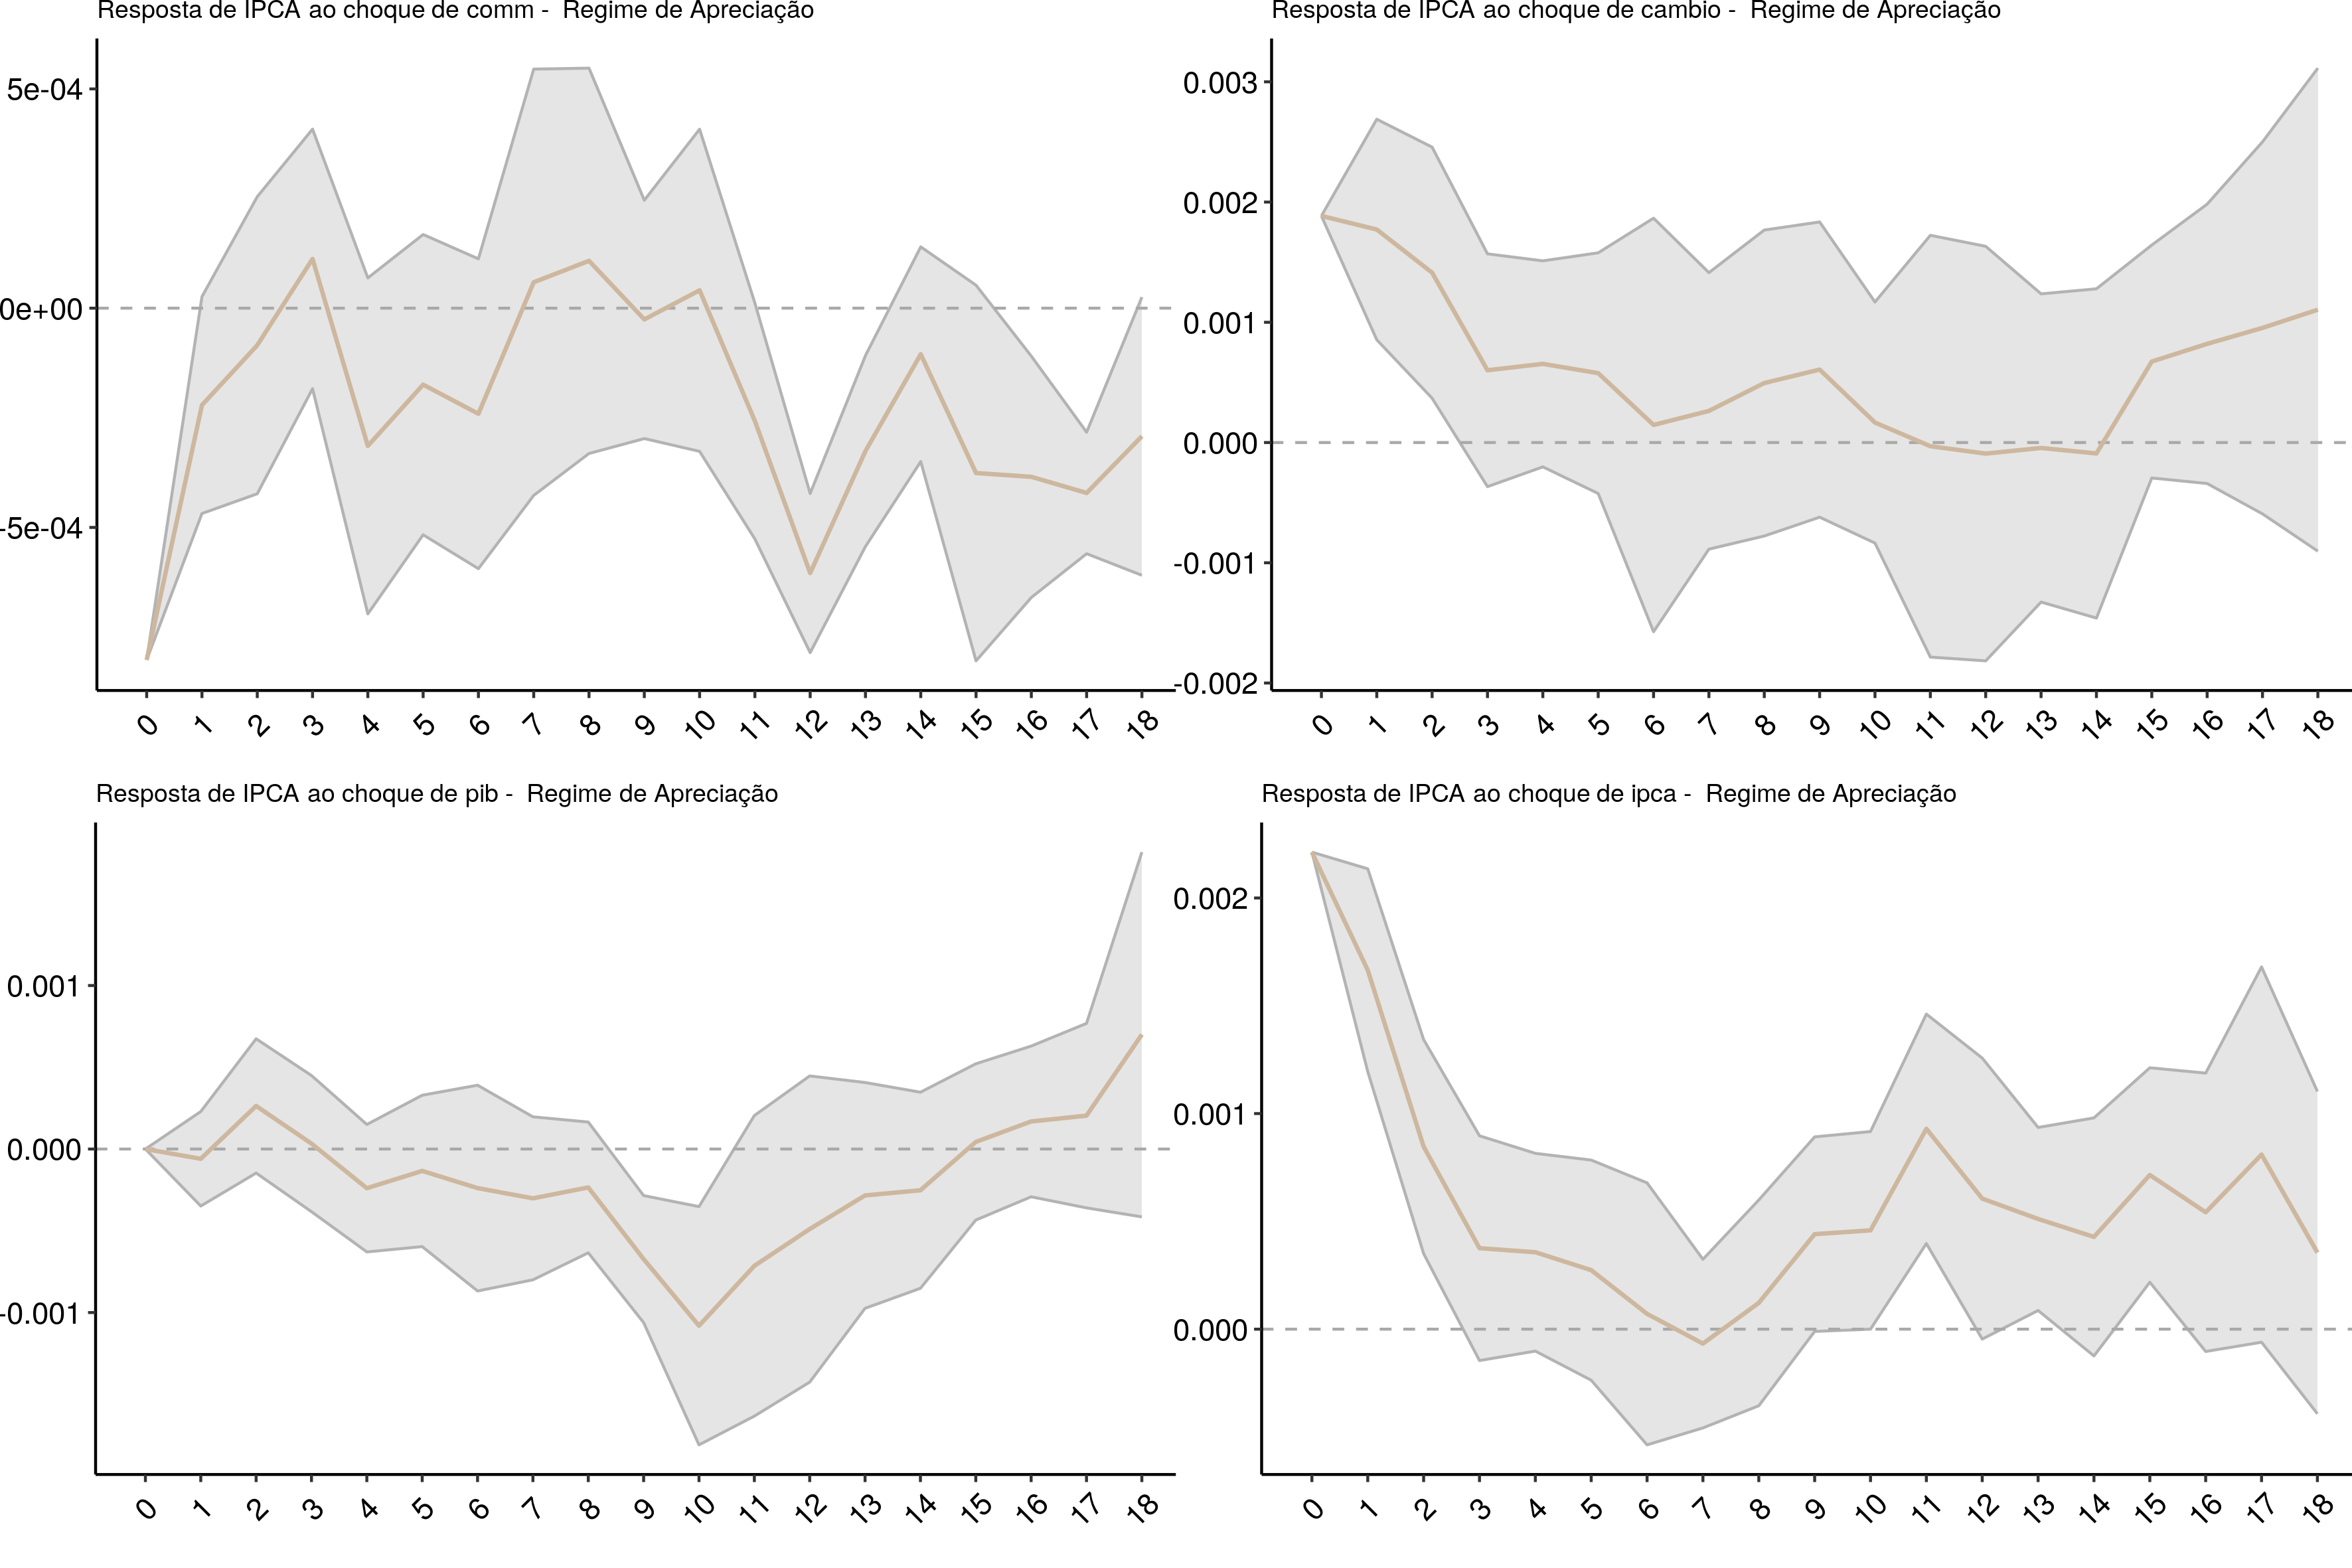 Resposta de IPCA ao choque de comm -  Regime de Apreciação
5e-04
0e+00
-5e-04
0 1 2 3 4 5 6 7 8 9 10 11 12 13 14 15 16 17 18
Resposta de IPCA ao choque de cambio -  Regime de Apreciação
0.003
0.002
0.001
0.000
-0.001
-0.002
0 1 2 3 4 5 6 7 8 9 10 11 12 13 14 15 16 17 18
Resposta de IPCA ao choque de pib -  Regime de Apreciação
0.001
0.000
-0.001
0 1 2 3 4 5 6 7 8 9 10 11 12 13 14 15 16 17 18
Resposta de IPCA ao choque de ipca -  Regime de Apreciação
0.002
0.001
0.000
0 1 2 3 4 5 6 7 8 9 10 11 12 13 14 15 16 17 18